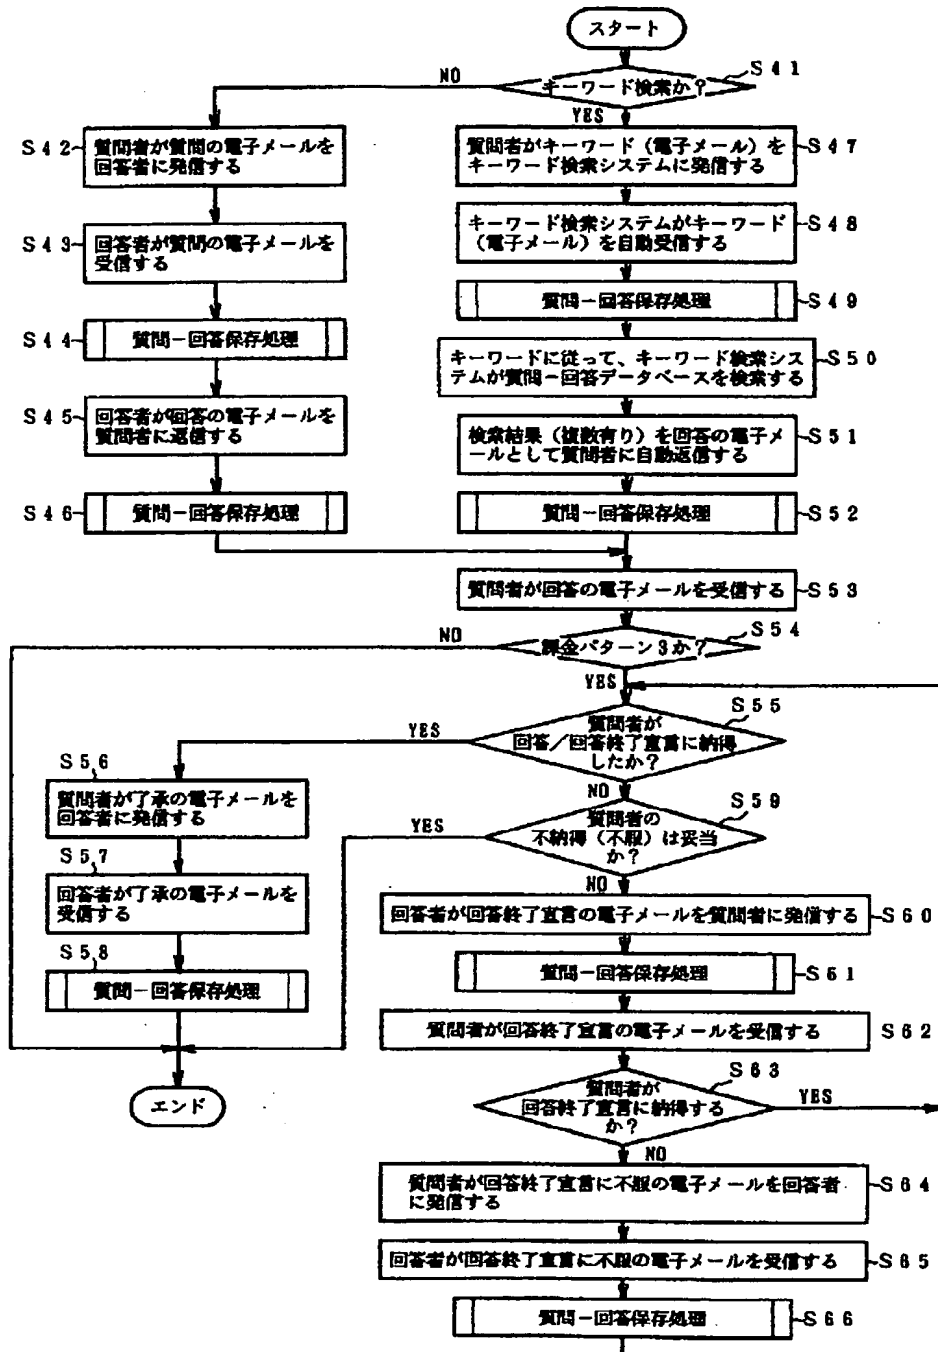 スタート
S41
キーワード検索か?
NO
YES
S42
質問者が質問の電子メールを
回答者に発信する
S43
回答者が質問の電子メールを
受信する
S44
質問-回答保存処理
S45
回答者が回答の電子メールを
質問者に返信する
S46
質問-回答保存処理
質問者がキーワード(電子メール)を
キーワード検索システムに発信する
S47
キーワード検索システムがキーワード
(電子メール)を自動受信する
S48
質問-回答保存処理
S49
キーワードに従って、キーワード検索シス
テムが質問-回答データベースを検索する
S50
検索結果(複数有り)を回答の電子メ
ールとして質問者に自動返信する
S51
質問-回答保存処理
S52
質問者が回答の電子メールを受信する
S53
S54
課金パターン3か?
NO
YES
S55
質問者が
回答/回答終了宣言に納得
したか?
YES
NO
S56
質問者が了承の電子メールを
回答者に発信する
S57
回答者が了承の電子メールを
受信する
S58
質問-回答保存処理
エンド
S59
質問者の
不納得(不服)は妥当
か?
YES
NO
回答者が回答終了宣言の電子メールを質問者に発信する
S60
質問-回答保存処理
S61
質問者が回答終了宣言の電子メールを受信する
S62
S63
質問者が
回答終了宣言に納得する
か?
YES
NO
質問者が回答終了宣言に不服の電子メールを回答者
に発信する
S64
回答者が回答終了宣言に不服の電子メールを受信する
S65
質問-回答保存処理
S66